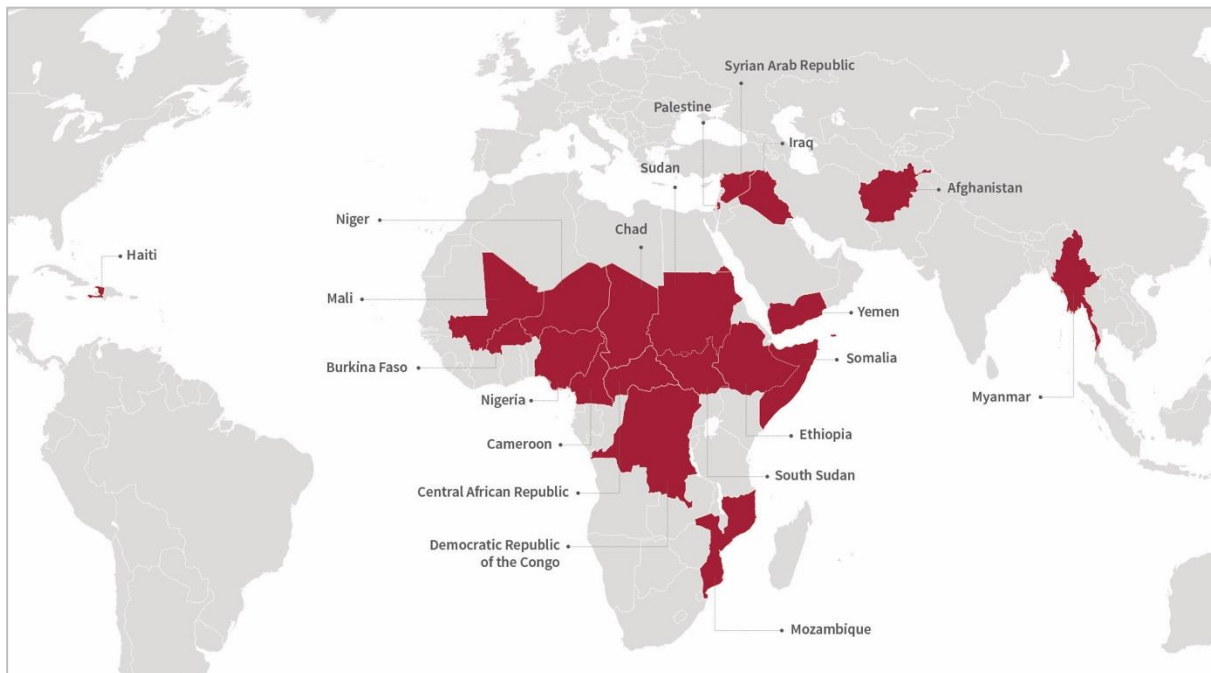 Syrian Arab Republic
Palestine
Iraq
Sudan
Afghanistan
Niger
Chad
Haiti
Mali
Yemen
Somalia
Burkina Faso
Nigeria
Myanmar
Cameroon
Ethiopia
South Sudan
Central African Republic
Democratic Republic
of the Congo
Mozambique